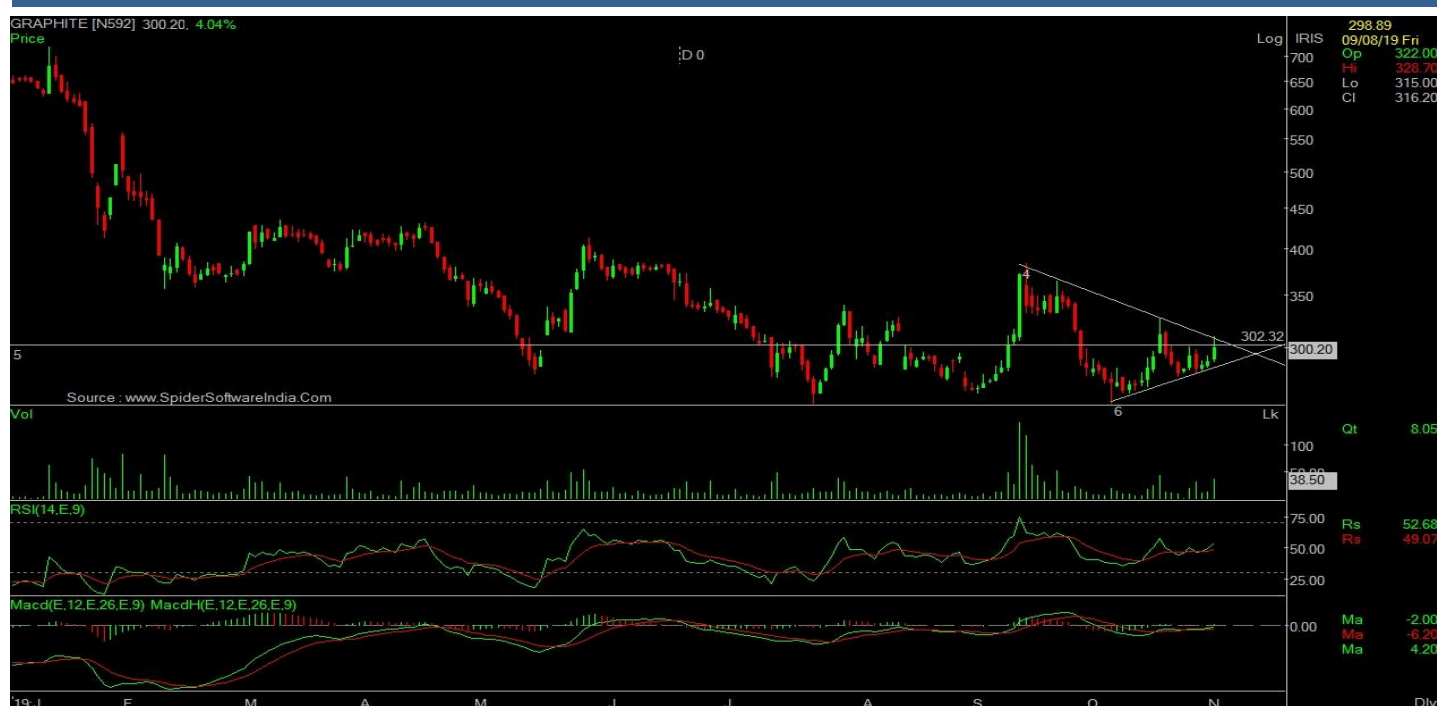 GRAPHITE [N592] 300.20, 4.04%
Price
D 0
Log
IRIS
298.89
09/08/19 Fri
Op 322.00
Hi 328.70
Lo 315.00
Cl 316.20
700
650
600
550
500
450
400
350
4
302.32
300.20
5
6
Source : www.SpiderSoftwareIndia.Com
Vol
Lk
Qt 8.05
100
38.50
RSI(14,E,9)
75.00
50.00
25.00
Rs 52.68
Rs 49.07
Macd(E,12,E,26,E,9) MacdH(E,12,E,26,E,9)
0.00
Ma -2.00
Ma -6.20
Ma 4.20
'19:J F M A M J J A S O N
Dly